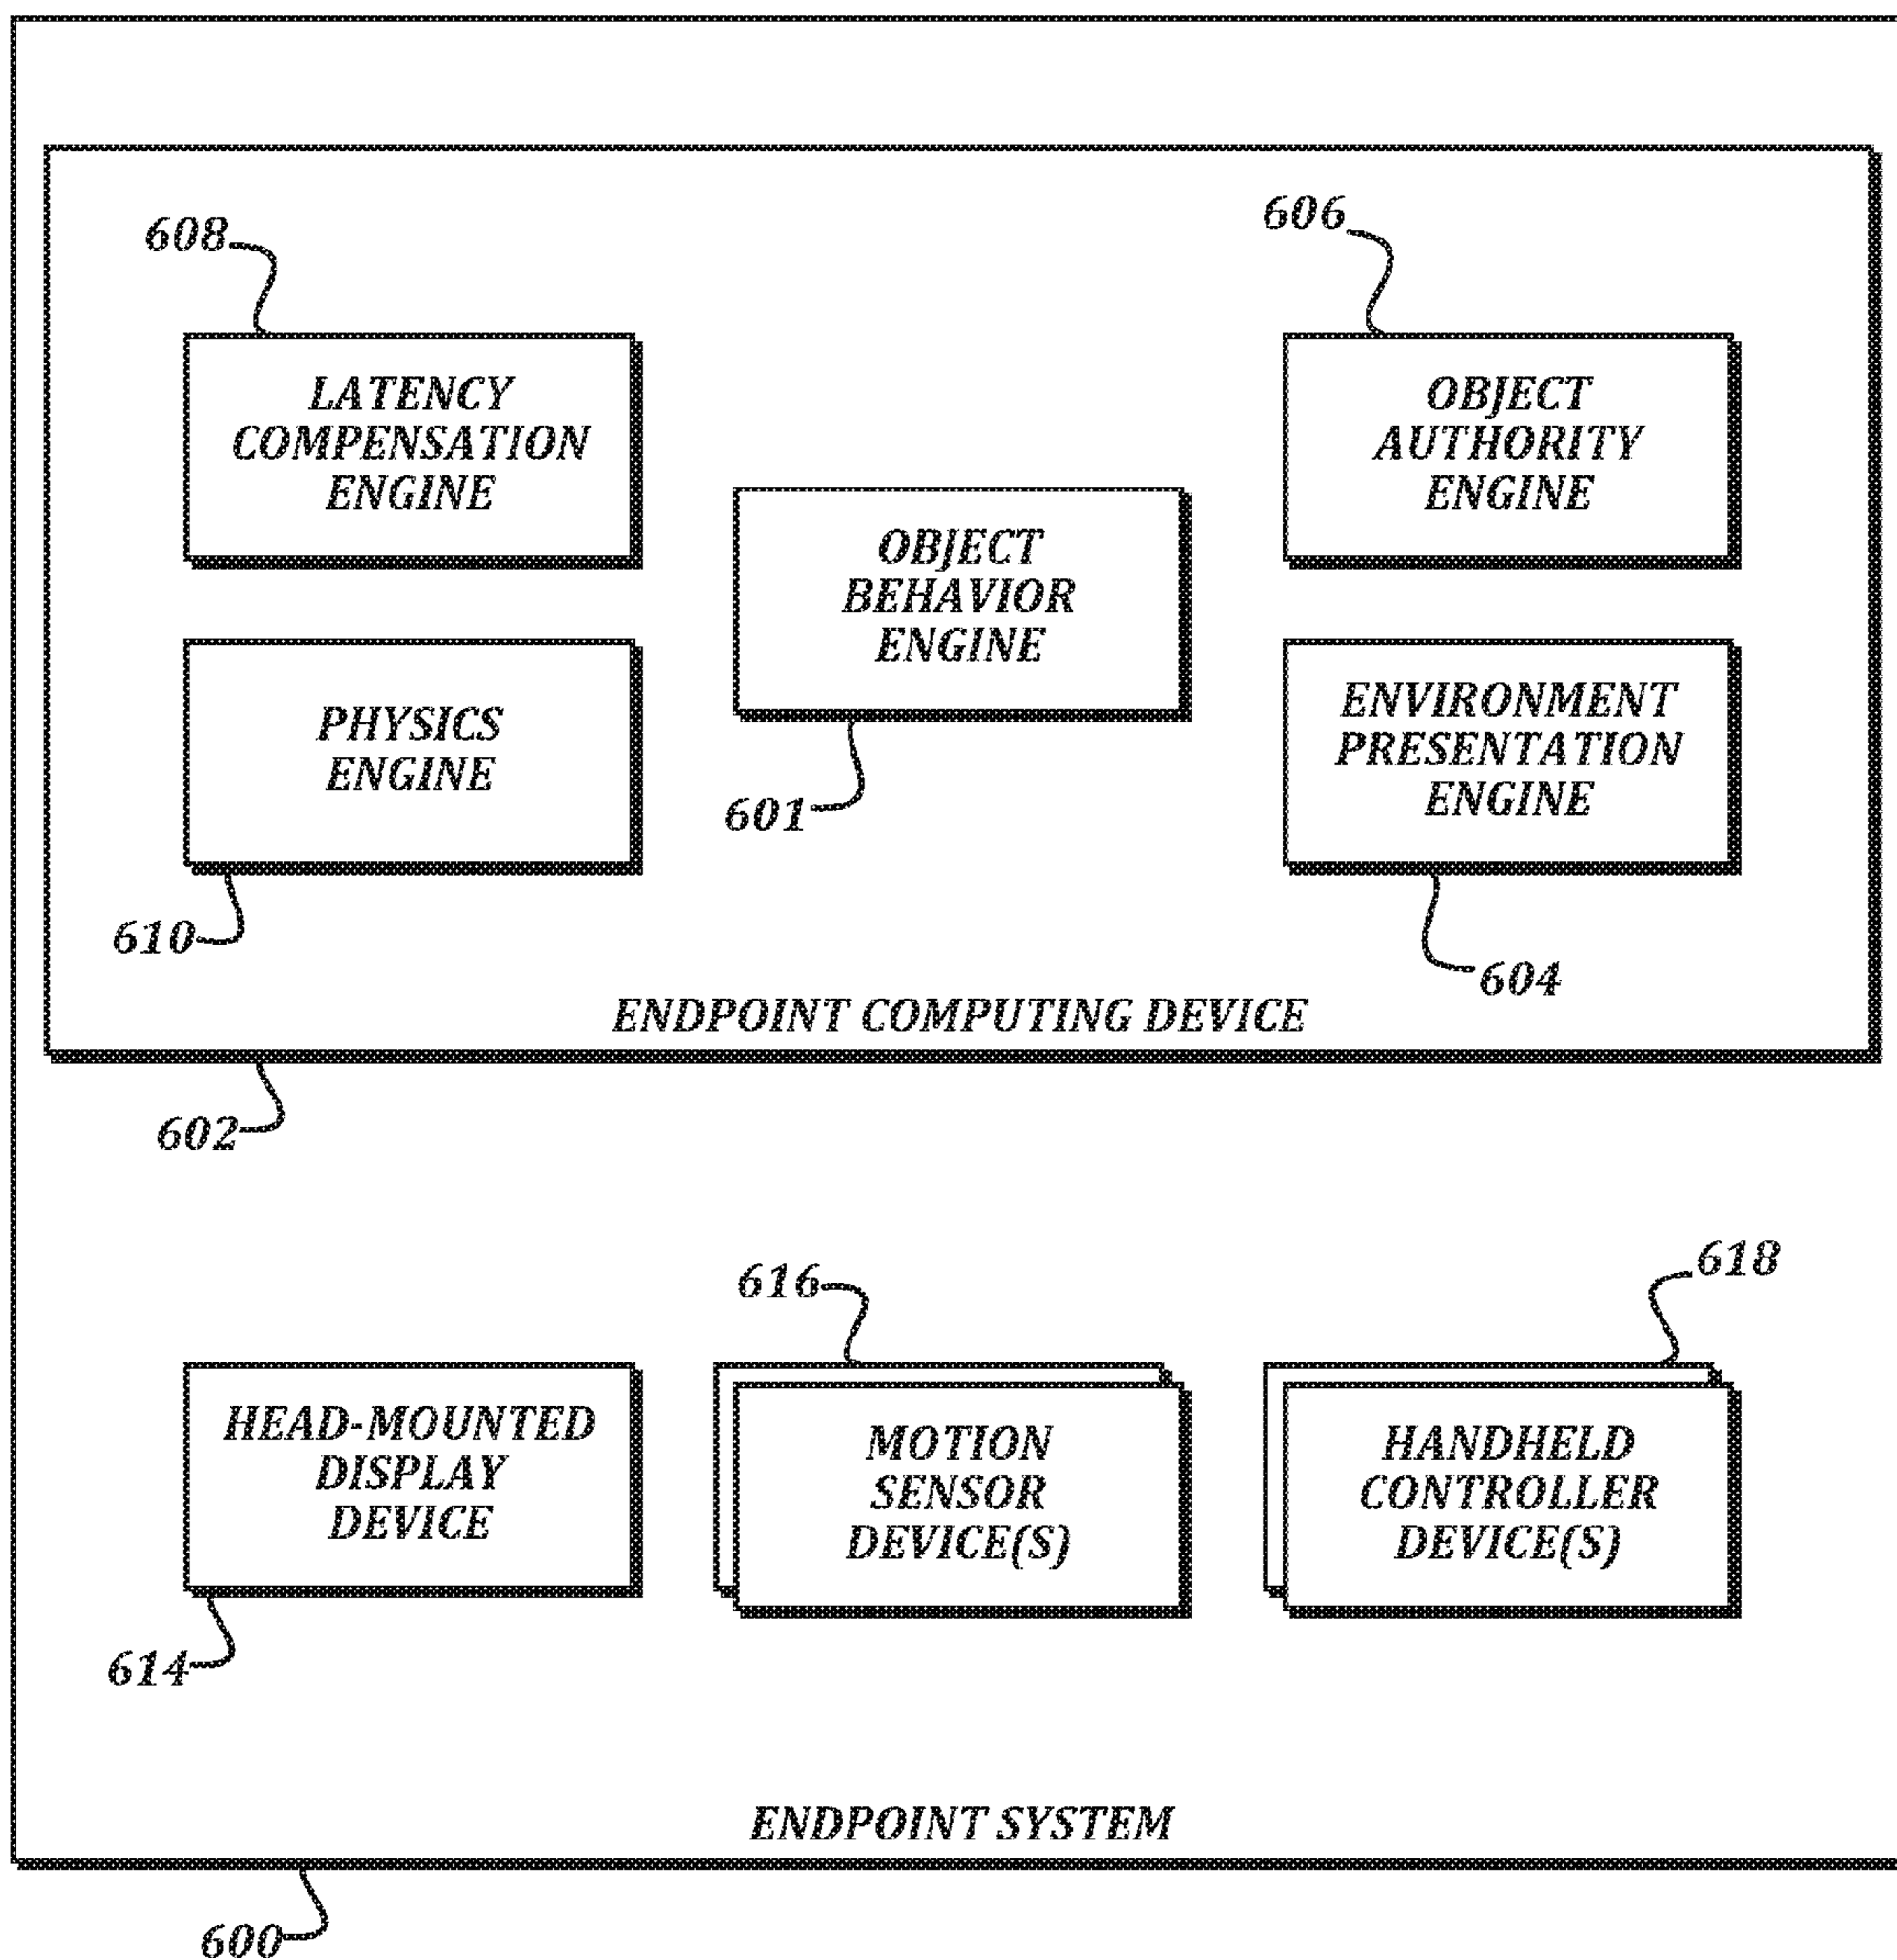 608
606
LATENCY
COMPENSATION
ENGINE
OBJECT
AUTHORITY
ENGINE
OBJECT
BEHAVIOR
ENGINE
PHYSICS
ENGINE
ENVIRONMENT
PRESENTATION
ENGINE
601
610
604
ENDPOINT COMPUTING DEVICE
602
616
618
HEAD-MOUNTED
DISPLAY
DEVICE
MOTION
SENSOR
DEVICE(S)
HANDHELD
CONTROLLER
DEVICE(S)
614
ENDPOINT SYSTEM
600